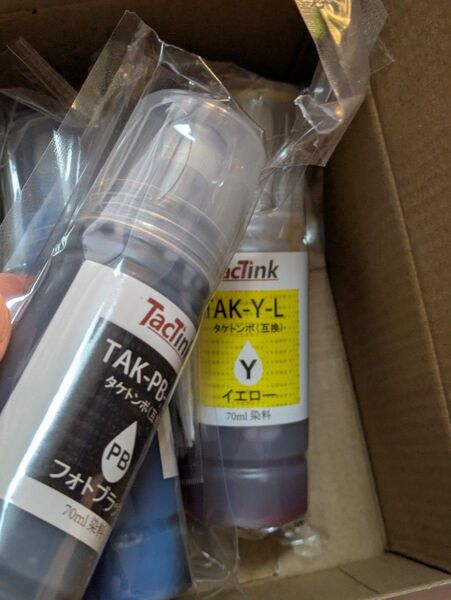 TacTink
TAK-PB-
タケトンボ(互
PB
フォトブラッ
70ml 染料
TacTink
TAK-Y-L
タケトンボ(互換)
Y
イエロー
70ml 染料